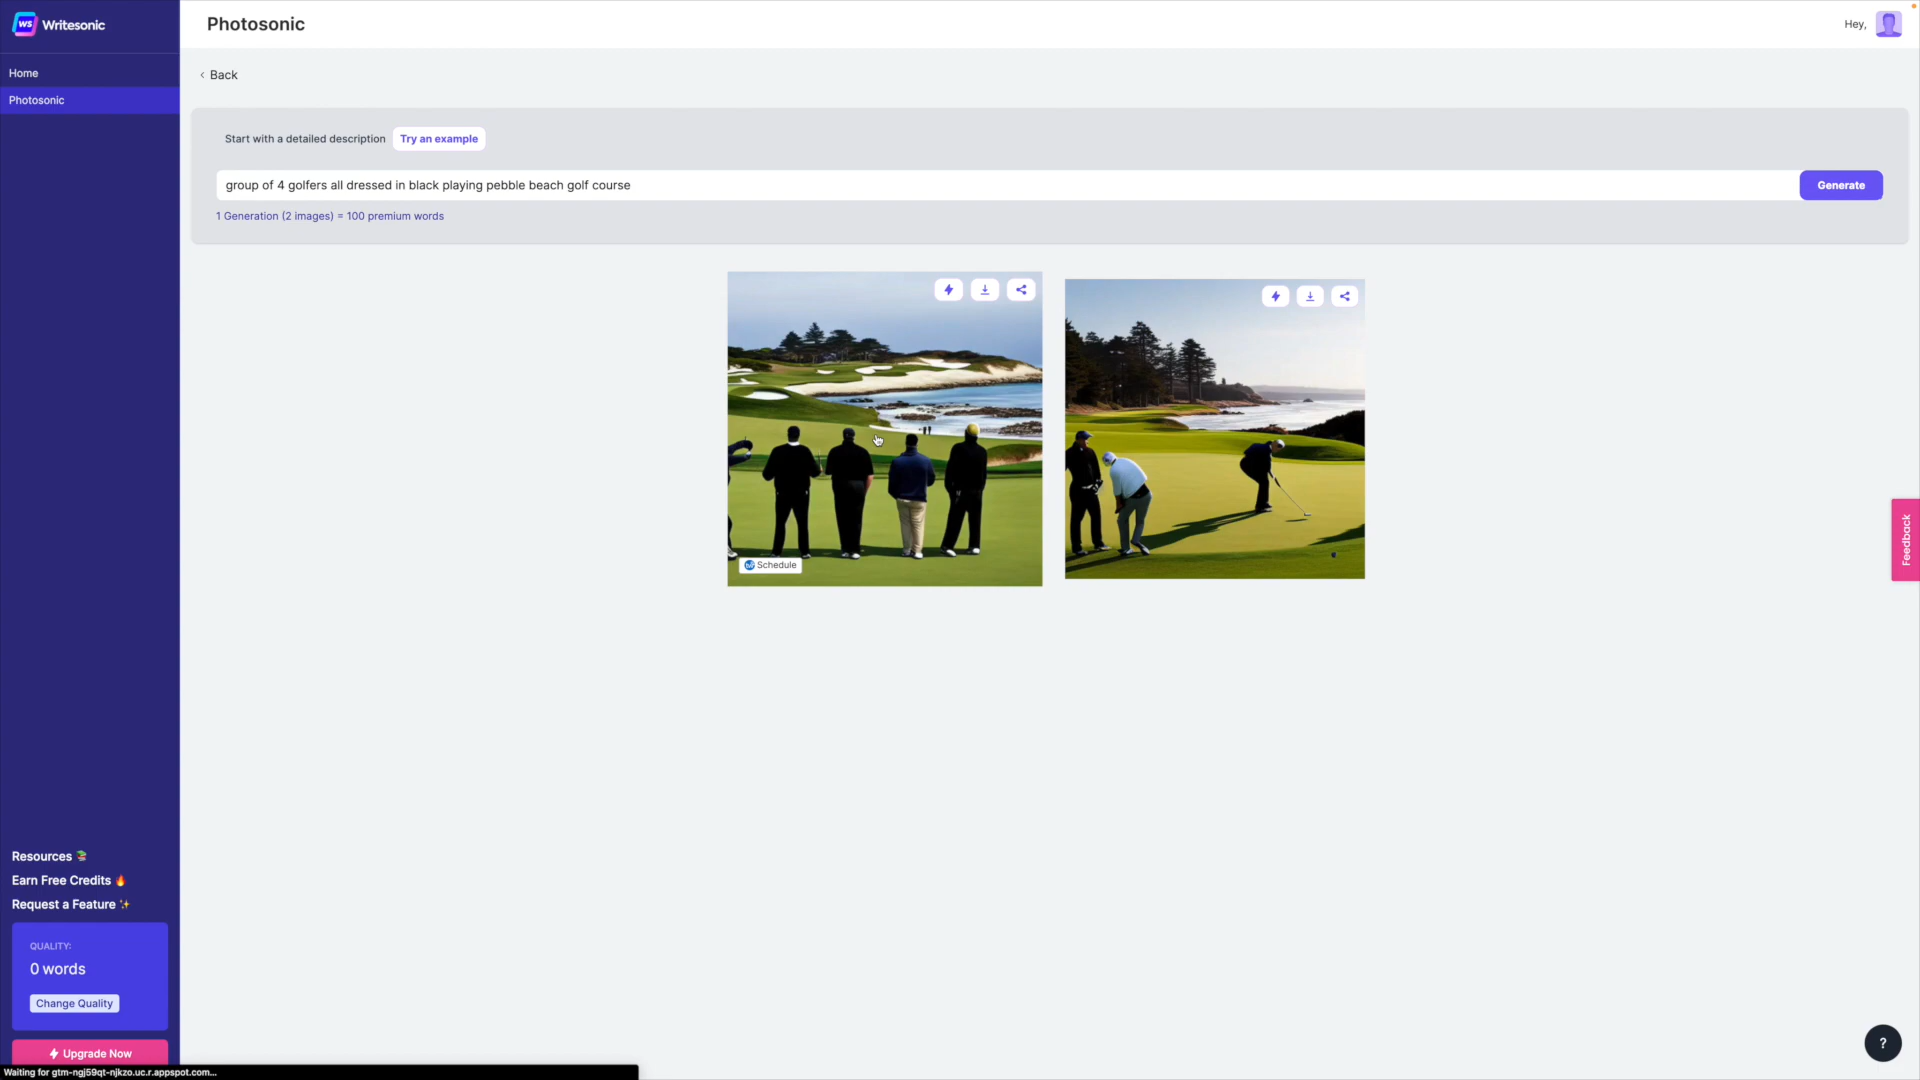 WS Writesonic
Photosonic
Hey,
Home
Photosonic
Back
Start with a detailed description Try an example
group of 4 golfers all dressed in black playing pebble beach golf course
Generate
1 Generation (2 images) = 100 premium words
Schedule
Feedback
Resources
Earn Free Credits
Request a Feature
QUALITY:
0 words
Change Quality
Upgrade Now
?
Waiting for gtm-ngj59qt-njkzo.uc.r.appspot.com...